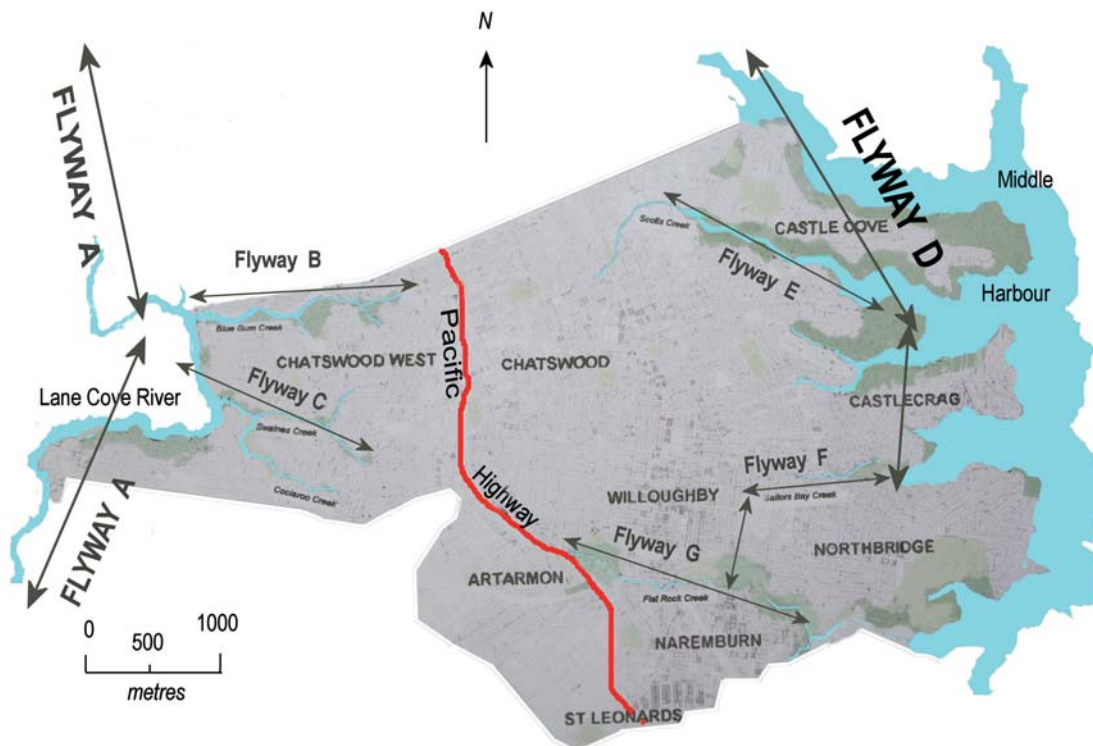 N
FLYWAY A
FLYWAY D
Middle
Scotts Creek
CASTLE COVE
Flyway B
Flyway E
Harbour
Blue Gum Creek
Pacific
CHATSWOOD WEST
CHATSWOOD
Flyway C
Lane Cove River
CASTLECRAG
Swaines Creek
Flyway F
Coolaroo Creek
Highway
WILLOUGHBY
Sailors Bay Creek
FLYWAY A
Flyway G
NORTHBRIDGE
ARTARMON
Flat Rock Creek
0 500 1000
NAREMBURN
metres
ST LEONARDS